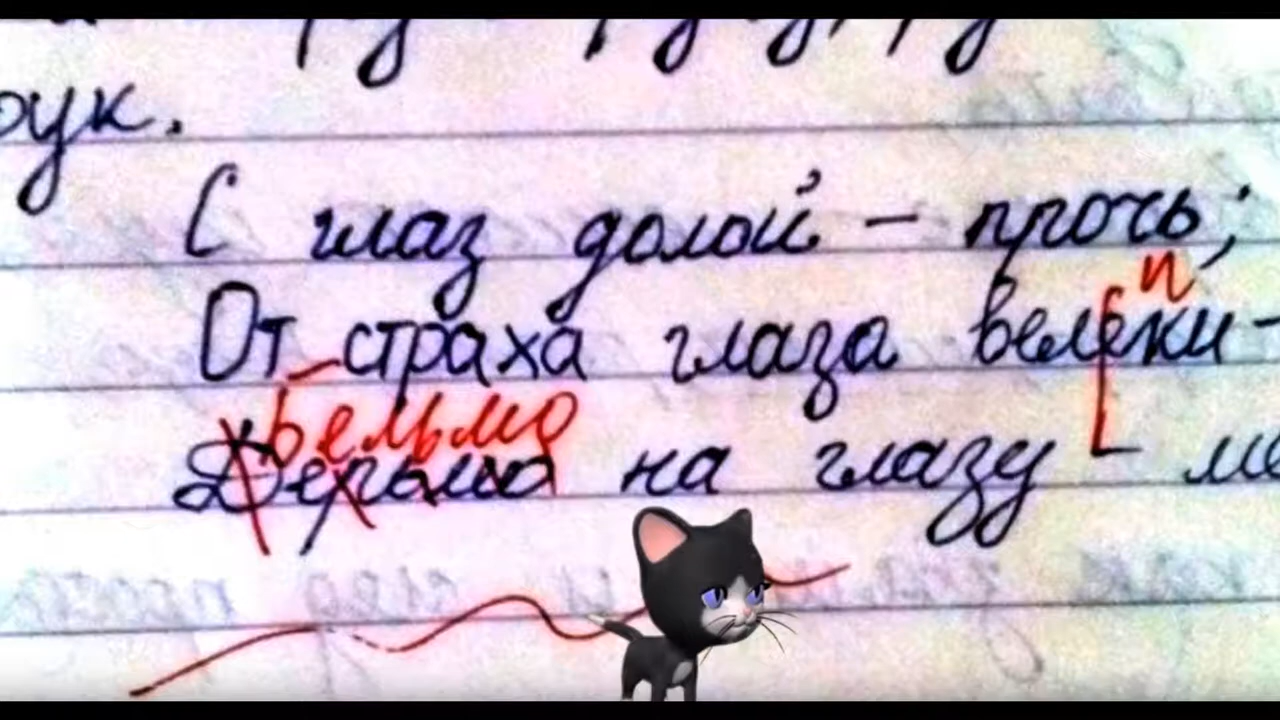 рук.
С глаз долой – прочь;
и
От страха глаза велеки –
Бельмо
Дерьмо на глазу –